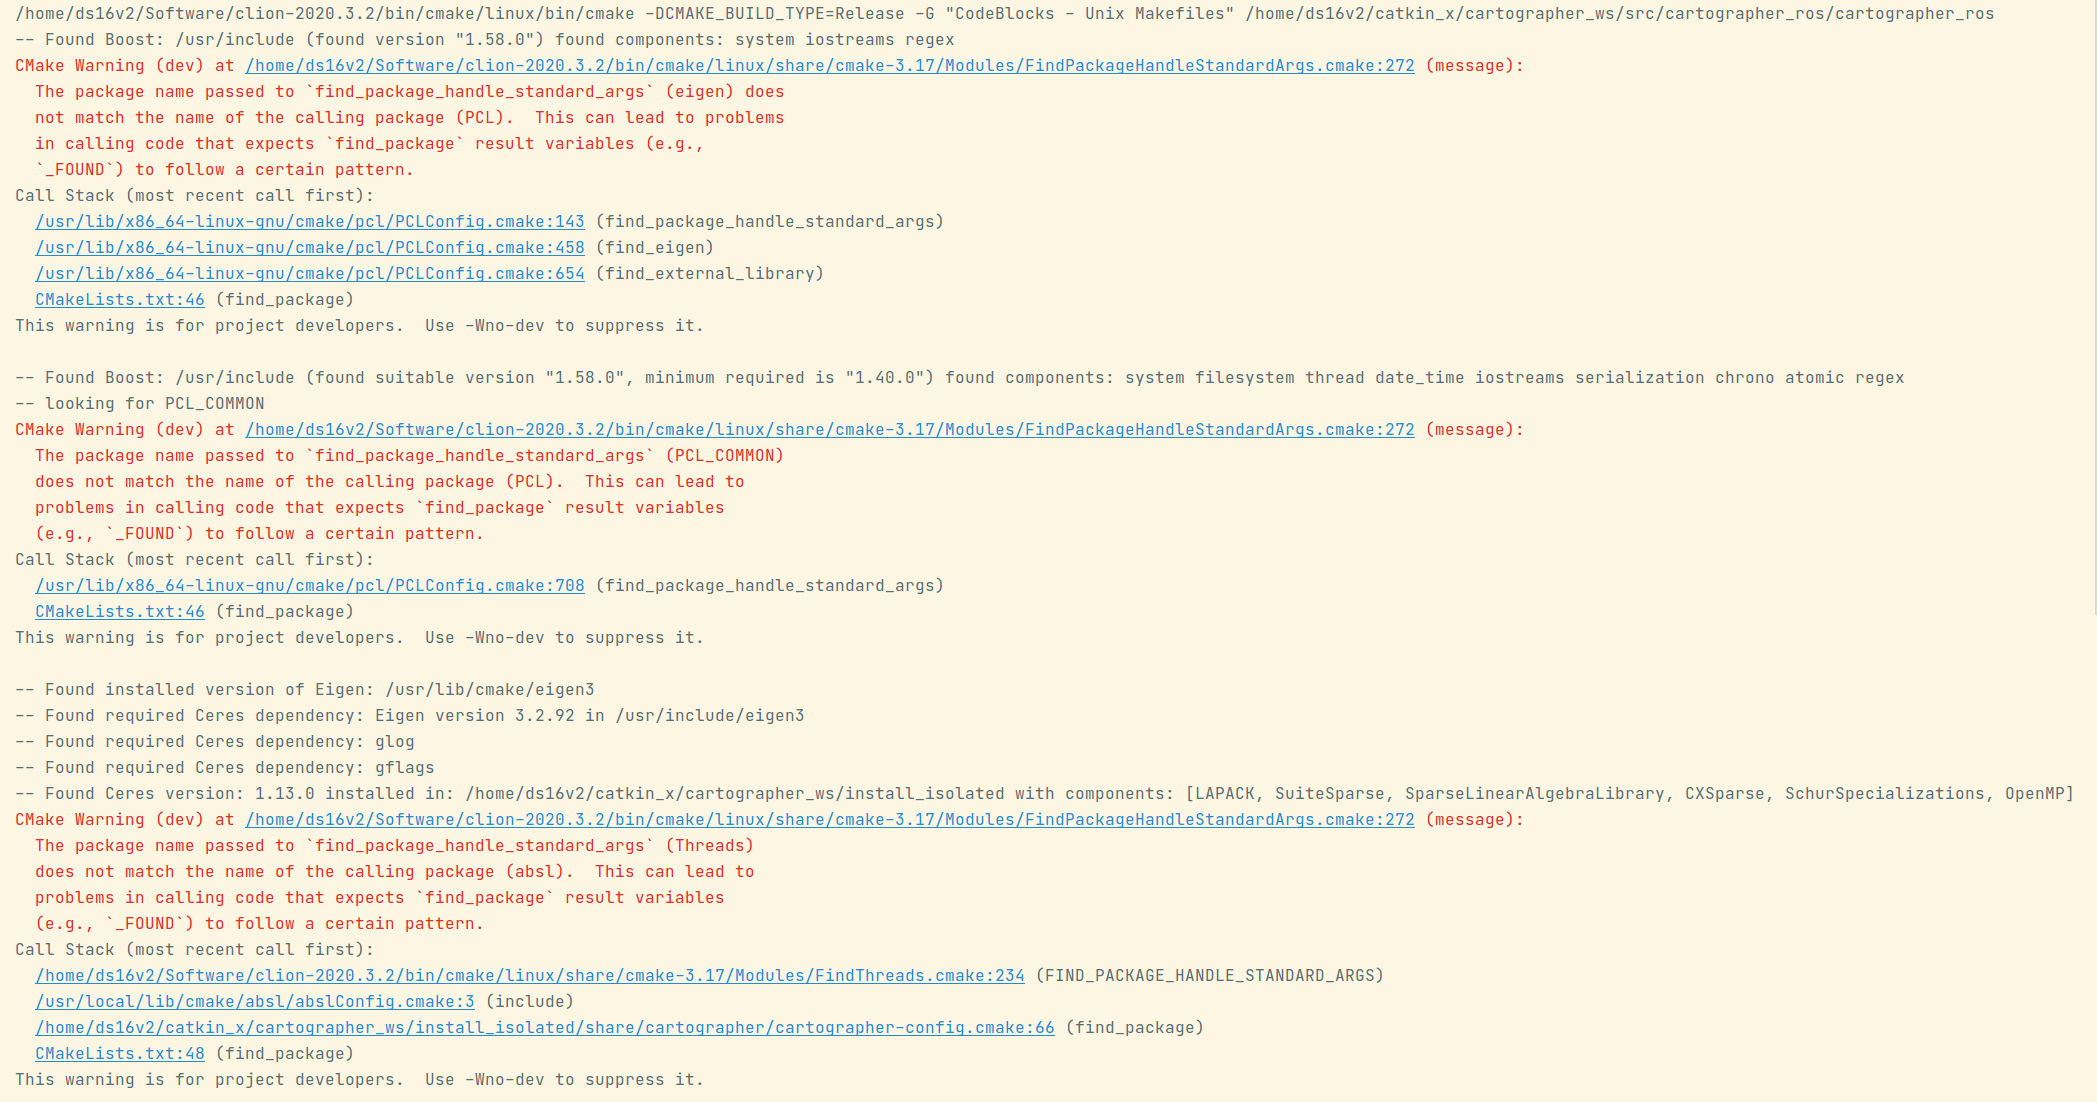 /home/ds16v2/Software/clion-2020.3.2/bin/cmake/linux/bin/cmake -DCMAKE_BUILD_TYPE=Release -G "CodeBlocks - Unix Makefiles" /home/ds16v2/catkin_x/cartographer_ws/src/cartographer_ros/cartographer_ros
-- Found Boost: /usr/include (found version "1.58.0") found components: system iostreams regex
CMake Warning (dev) at /home/ds16v2/Software/clion-2020.3.2/bin/cmake/linux/share/cmake-3.17/Modules/FindPackageHandleStandardArgs.cmake:272 (message):
  The package name passed to `find_package_handle_standard_args` (eigen) does
  not match the name of the calling package (PCL).  This can lead to problems
  in calling code that expects `find_package` result variables (e.g.,
  `_FOUND`) to follow a certain pattern.
Call Stack (most recent call first):
  /usr/lib/x86_64-linux-gnu/cmake/pcl/PCLConfig.cmake:143 (find_package_handle_standard_args)
  /usr/lib/x86_64-linux-gnu/cmake/pcl/PCLConfig.cmake:458 (find_eigen)
  /usr/lib/x86_64-linux-gnu/cmake/pcl/PCLConfig.cmake:654 (find_external_library)
  CMakeLists.txt:46 (find_package)
This warning is for project developers.  Use -Wno-dev to suppress it.

-- Found Boost: /usr/include (found suitable version "1.58.0", minimum required is "1.40.0") found components: system filesystem thread date_time iostreams serialization chrono atomic regex
-- looking for PCL_COMMON
CMake Warning (dev) at /home/ds16v2/Software/clion-2020.3.2/bin/cmake/linux/share/cmake-3.17/Modules/FindPackageHandleStandardArgs.cmake:272 (message):
  The package name passed to `find_package_handle_standard_args` (PCL_COMMON)
  does not match the name of the calling package (PCL).  This can lead to
  problems in calling code that expects `find_package` result variables
  (e.g., `_FOUND`) to follow a certain pattern.
Call Stack (most recent call first):
  /usr/lib/x86_64-linux-gnu/cmake/pcl/PCLConfig.cmake:708 (find_package_handle_standard_args)
  CMakeLists.txt:46 (find_package)
This warning is for project developers.  Use -Wno-dev to suppress it.

-- Found installed version of Eigen: /usr/lib/cmake/eigen3
-- Found required Ceres dependency: Eigen version 3.2.92 in /usr/include/eigen3
-- Found required Ceres dependency: glog
-- Found required Ceres dependency: gflags
-- Found Ceres version: 1.13.0 installed in: /home/ds16v2/catkin_x/cartographer_ws/install_isolated with components: [LAPACK, SuiteSparse, SparseLinearAlgebraLibrary, CXSparse, SchurSpecializations, OpenMP]
CMake Warning (dev) at /home/ds16v2/Software/clion-2020.3.2/bin/cmake/linux/share/cmake-3.17/Modules/FindPackageHandleStandardArgs.cmake:272 (message):
  The package name passed to `find_package_handle_standard_args` (Threads)
  does not match the name of the calling package (absl).  This can lead to
  problems in calling code that expects `find_package` result variables
  (e.g., `_FOUND`) to follow a certain pattern.
Call Stack (most recent call first):
  /home/ds16v2/Software/clion-2020.3.2/bin/cmake/linux/share/cmake-3.17/Modules/FindThreads.cmake:234 (FIND_PACKAGE_HANDLE_STANDARD_ARGS)
  /usr/local/lib/cmake/absl/abslConfig.cmake:3 (include)
  /home/ds16v2/catkin_x/cartographer_ws/install_isolated/share/cartographer/cartographer-config.cmake:66 (find_package)
  CMakeLists.txt:48 (find_package)
This warning is for project developers.  Use -Wno-dev to suppress it.